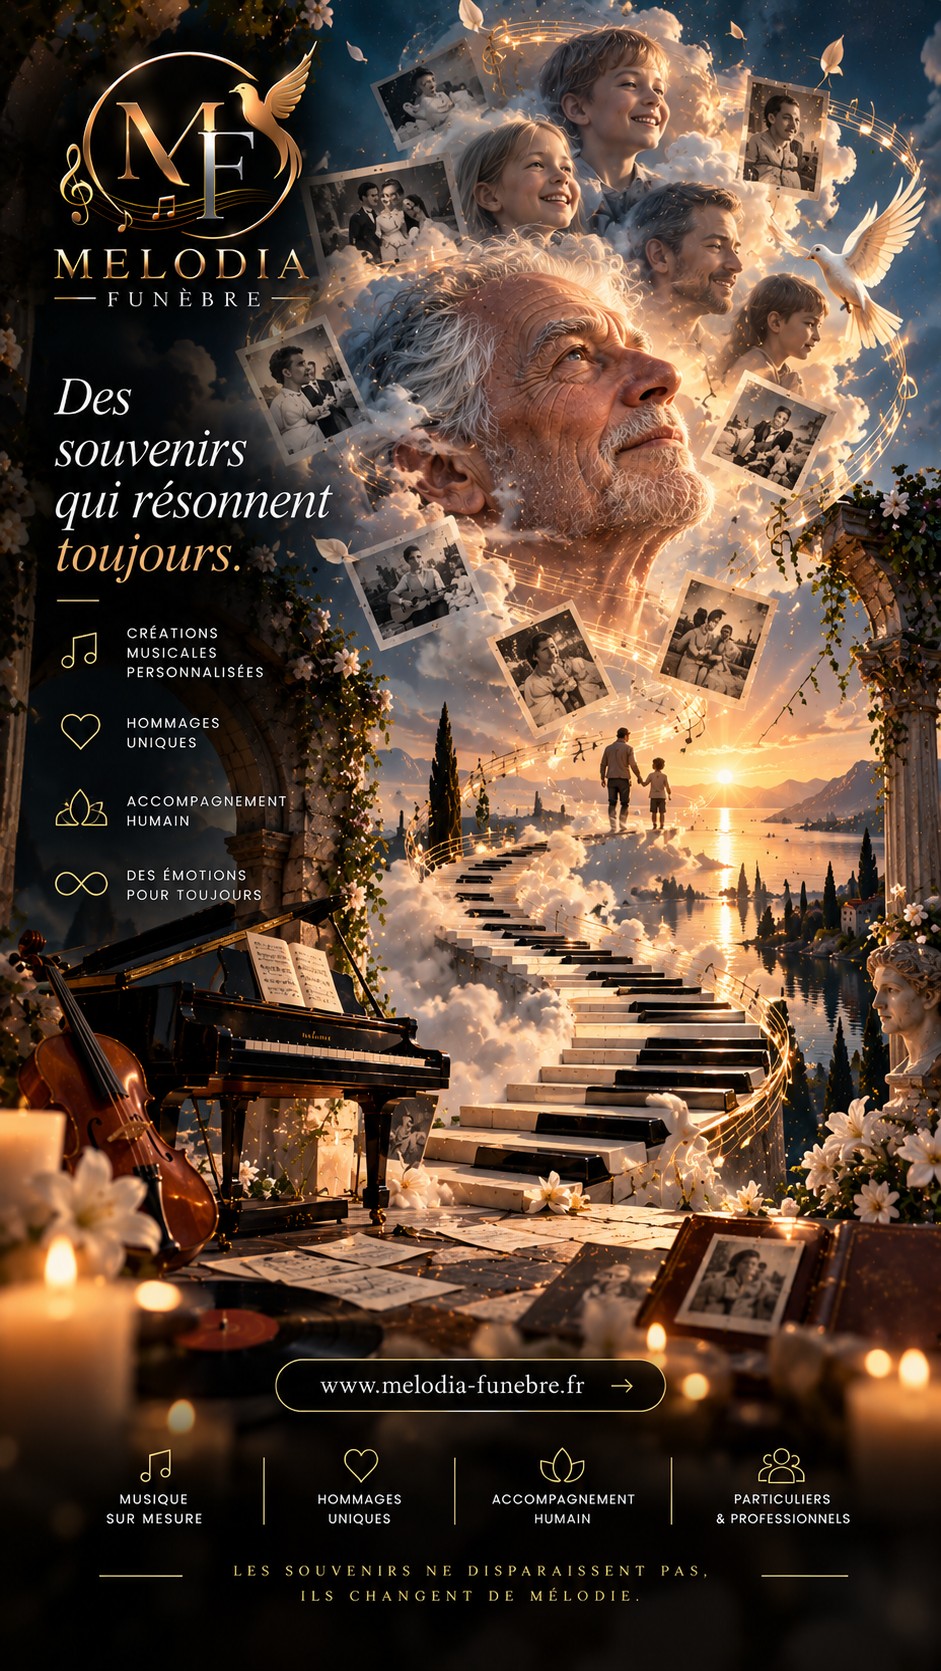 MF
MELODIA
FUNÈBRE
Des
souvenirs
qui résonnent
toujours.
CRÉATIONS
MUSICALES
PERSONNALISÉES
HOMMAGES
UNIQUES
ACCOMPAGNEMENT
HUMAIN
DES ÉMOTIONS
POUR TOUJOURS
www.melodia-funebre.fr →
MUSIQUE
SUR MESURE
HOMMAGES
UNIQUES
ACCOMPAGNEMENT
HUMAIN
PARTICULIERS
& PROFESSIONNELS
LES SOUVENIRS NE DISPARAISSENT PAS,
ILS CHANGENT DE MÉLODIE.